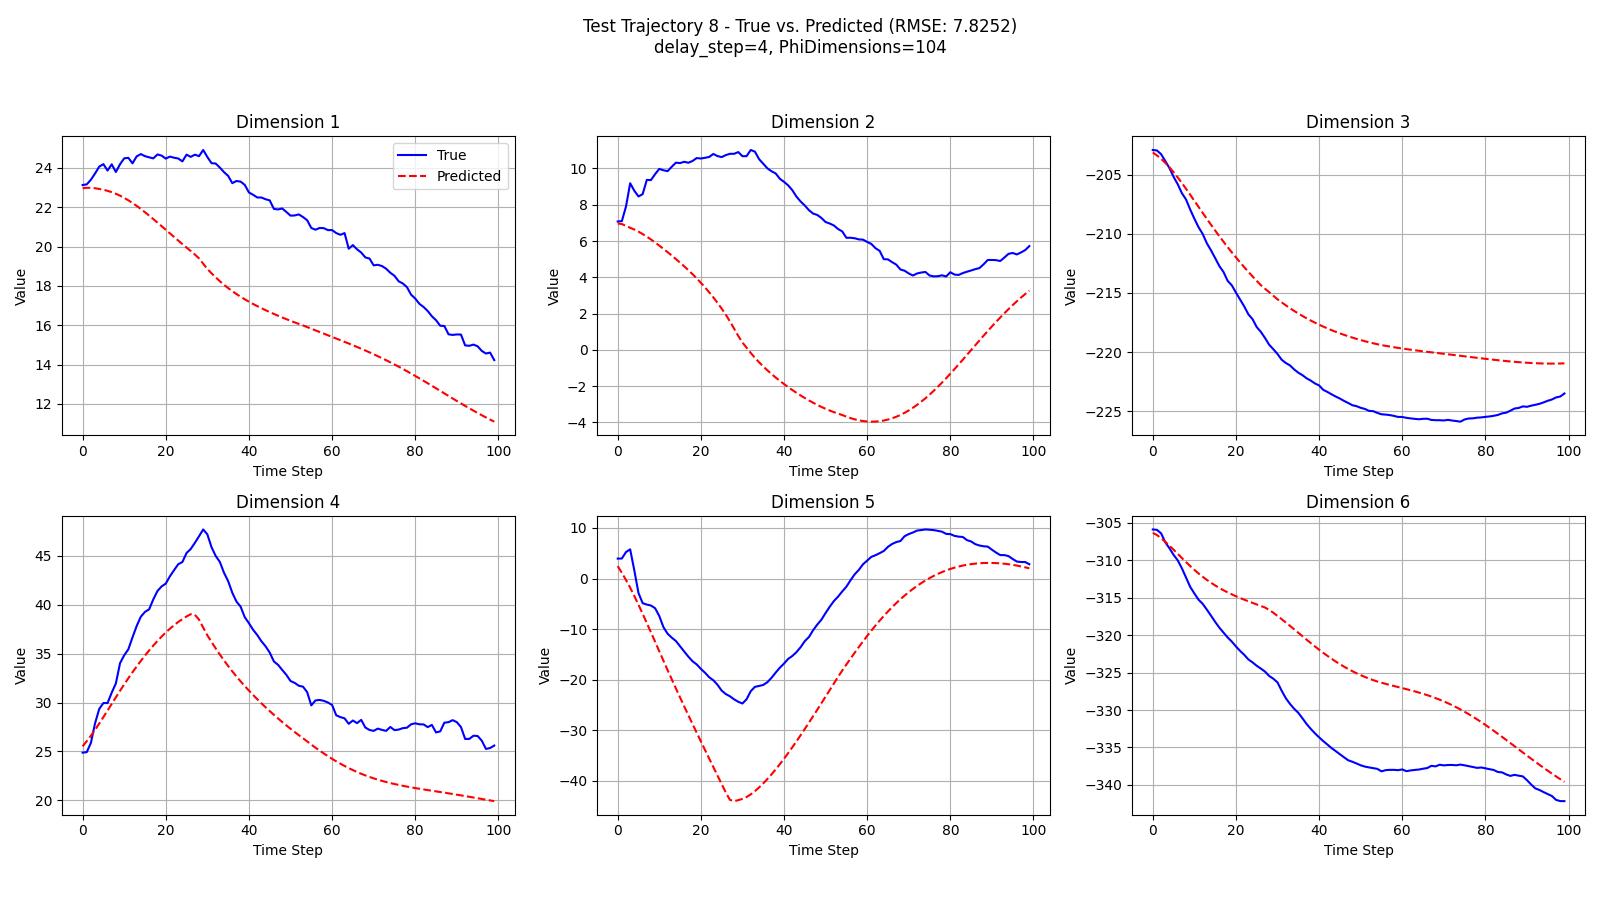 Test Trajectory 8 - True vs. Predicted (RMSE: 7.8252)
delay_step=4, PhiDimensions=104
Dimension 1
True
Predicted
Value
24
22
20
18
16
14
12
0 20 40 60 80 100
Time Step
Dimension 2
Value
10
8
6
4
2
0
−2
−4
0 20 40 60 80 100
Time Step
Dimension 3
Value
−205
−210
−215
−220
−225
0 20 40 60 80 100
Time Step
Dimension 4
Value
45
40
35
30
25
20
0 20 40 60 80 100
Time Step
Dimension 5
Value
10
0
−10
−20
−30
−40
0 20 40 60 80 100
Time Step
Dimension 6
Value
−305
−310
−315
−320
−325
−330
−335
−340
0 20 40 60 80 100
Time Step